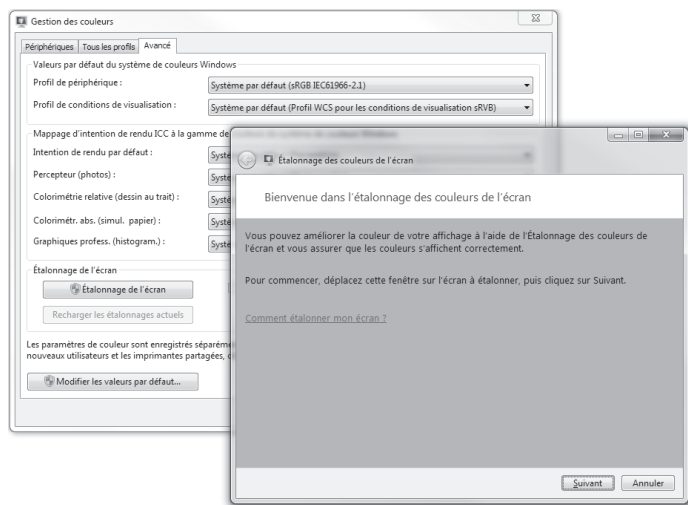 Gestion des couleurs
Périphériques Tous les profils Avancé
Valeurs par défaut du système de couleurs Windows
Profil de périphérique :
Système par défaut (sRGB IEC61966-2.1)
Profil de conditions de visualisation :
Système par défaut (Profil WCS pour les conditions de visualisation sRVB)
Mappage d'intention de rendu ICC à la gamme de
Intention de rendu par défaut :
Systè
Percepteur (photos) :
Systè
Colorimétrie relative (dessin au trait) :
Systè
Colorimétr. abs. (simul. papier) :
Systè
Graphiques profess. (histogram.) :
Systè
Étalonnage de l'écran
Étalonnage de l'écran
Recharger les étalonnages actuels
Les paramètres de couleur sont enregistrés séparéme
nouveaux utilisateurs et les imprimantes partagées, c
Modifier les valeurs par défaut...
Étalonnage des couleurs de l'écran
Bienvenue dans l'étalonnage des couleurs de l'écran
Vous pouvez améliorer la couleur de votre affichage à l'aide de l'Étalonnage des couleurs de
l'écran et vous assurer que les couleurs s'affichent correctement.
Pour commencer, déplacez cette fenêtre sur l'écran à étalonner, puis cliquez sur Suivant.
Comment étalonner mon écran ?
Suivant Annuler